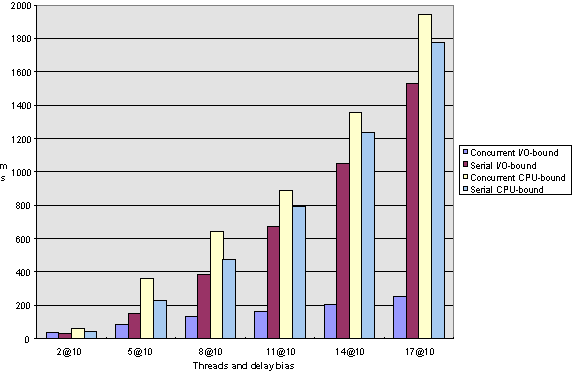 2000
1800
1600
1400
1200
1000
800
600
400
200
0
m
s
2@10 5@10 8@10 11@10 14@10 17@10
Threads and delay bias
Concurrent I/O-bound
Serial I/O-bound
Concurrent CPU-bound
Serial CPU-bound